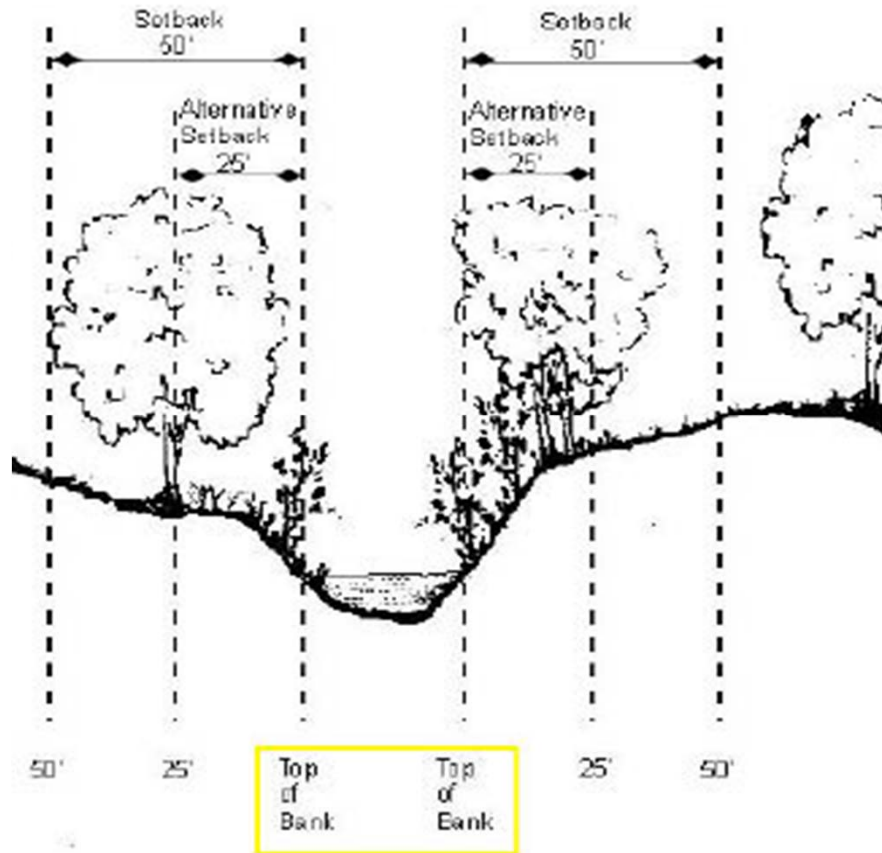 Setback
50'
Setback
50'
Alternative
Setback
25'
Alternative
Setback
25'
50'
25'
Top
of
Bank
Top
of
Bank
25'
50'